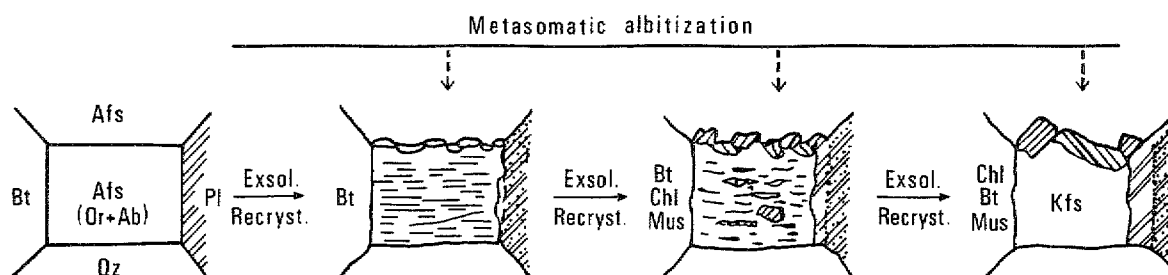 Metasomatic albitization
Afs
Bt
Afs
(Or+Ab)
Pl
Qz
Exsol.
Recryst.
Bt
Exsol.
Recryst.
Bt
Chl
Mus
Exsol.
Recryst.
Chl
Bt
Mus
Kfs